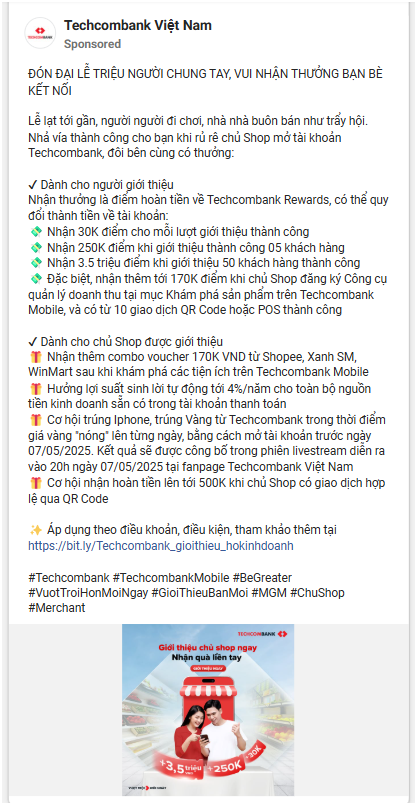 TECHCOMBANK
Techcombank Việt Nam
Sponsored
ĐÓN ĐẠI LỄ TRIỆU NGƯỜI CHUNG TAY, VUI NHẬN THƯỞNG BẠN BÈ
KẾT NỐI
Lễ lạt tới gần, người người đi chơi, nhà nhà buôn bán như trẩy hội.
Nhả vía thành công cho bạn khi rủ rê chủ Shop mở tài khoản
Techcombank, đôi bên cùng có thưởng:
✓ Dành cho người giới thiệu
Nhận thưởng là điểm hoàn tiền về Techcombank Rewards, có thể quy
đổi thành tiền về tài khoản:
💸 Nhận 30K điểm cho mỗi lượt giới thiệu thành công
💸 Nhận 250K điểm khi giới thiệu thành công 05 khách hàng
💸 Nhận 3.5 triệu điểm khi giới thiệu 50 khách hàng thành công
💸 Đặc biệt, nhận thêm tới 170K điểm khi chủ Shop đăng ký Công cụ
quản lý doanh thu tại mục Khám phá sản phẩm trên Techcombank
Mobile, và có từ 10 giao dịch QR Code hoặc POS thành công
✓ Dành cho chủ Shop được giới thiệu
🎁 Nhận thêm combo voucher 170K VND từ Shopee, Xanh SM,
WinMart sau khi khám phá các tiện ích trên Techcombank Mobile
🎁 Hưởng lợi suất sinh lời tự động tới 4%/năm cho toàn bộ nguồn
tiền kinh doanh sẵn có trong tài khoản thanh toán
🎁 Cơ hội trúng Iphone, trúng Vàng từ Techcombank trong thời điểm
giá vàng "nóng" lên từng ngày, bằng cách mở tài khoản trước ngày
07/05/2025. Kết quả sẽ được công bố trong phiên livestream diễn ra
vào 20h ngày 07/05/2025 tại fanpage Techcombank Việt Nam
🎁 Cơ hội nhận hoàn tiền lên tới 500K khi chủ Shop có giao dịch hợp
lệ qua QR Code
✨ Áp dụng theo điều khoản, điều kiện, tham khảo thêm tại
https://bit.ly/Techcombank_gioithieu_hokinhdoanh
#Techcombank #TechcombankMobile #BeGreater
#VuotTroiHonMoiNgay #GioiThieuBanMoi #MGM #ChuShop
#Merchant
TECHCOMBANK
Giới thiệu chủ shop ngay
Nhận quà liền tay
GIỚI THIỆU NGAY
+3,5 triệu
+250K
+30K